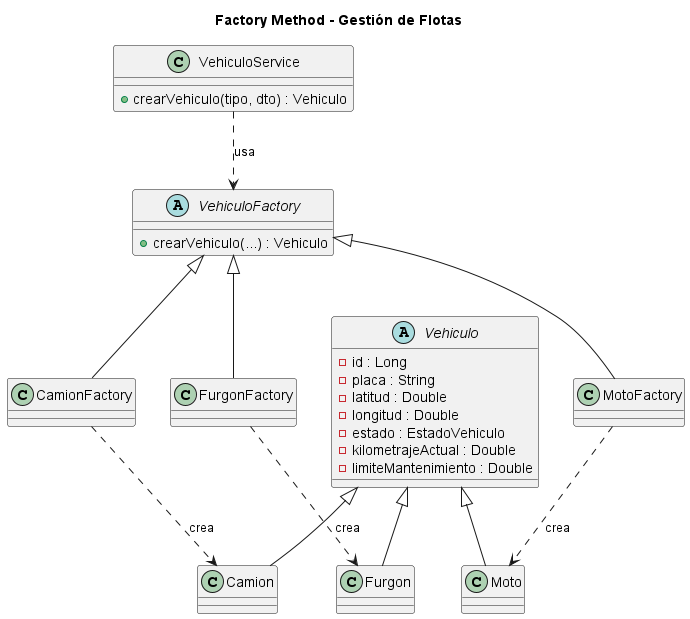 Factory Method - Gestión de Flotas
C VehiculoService
+ crearVehiculo(tipo, dto) : Vehiculo
usa
A VehiculoFactory
crearVehiculo(...) : Vehiculo
A Vehiculo
id : Long
placa : String
latitud : Double
longitud : Double
estado : EstadoVehiculo
kilometrajeActual : Double
limiteMantenimiento : Double
C CamionFactory
C FurgonFactory
C MotoFactory
crea
crea
crea
C Camion
C Furgon
C Moto